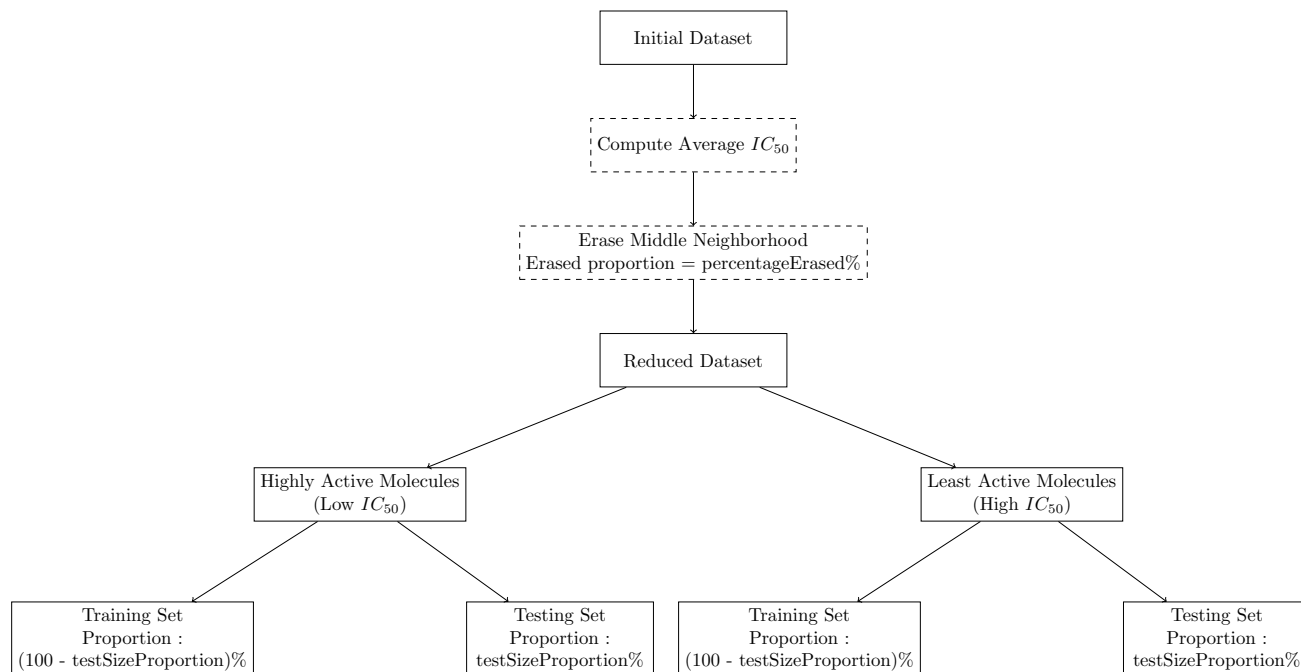 Initial Dataset
Compute Average IC50
Erase Middle Neighborhood
Erased proportion = percentageErased%
Reduced Dataset
Highly Active Molecules
(Low IC50)
Least Active Molecules
(High IC50)
Training Set
Proportion :
(100 - testSizeProportion)%
Testing Set
Proportion :
testSizeProportion%
Training Set
Proportion :
(100 - testSizeProportion)%
Testing Set
Proportion :
testSizeProportion%